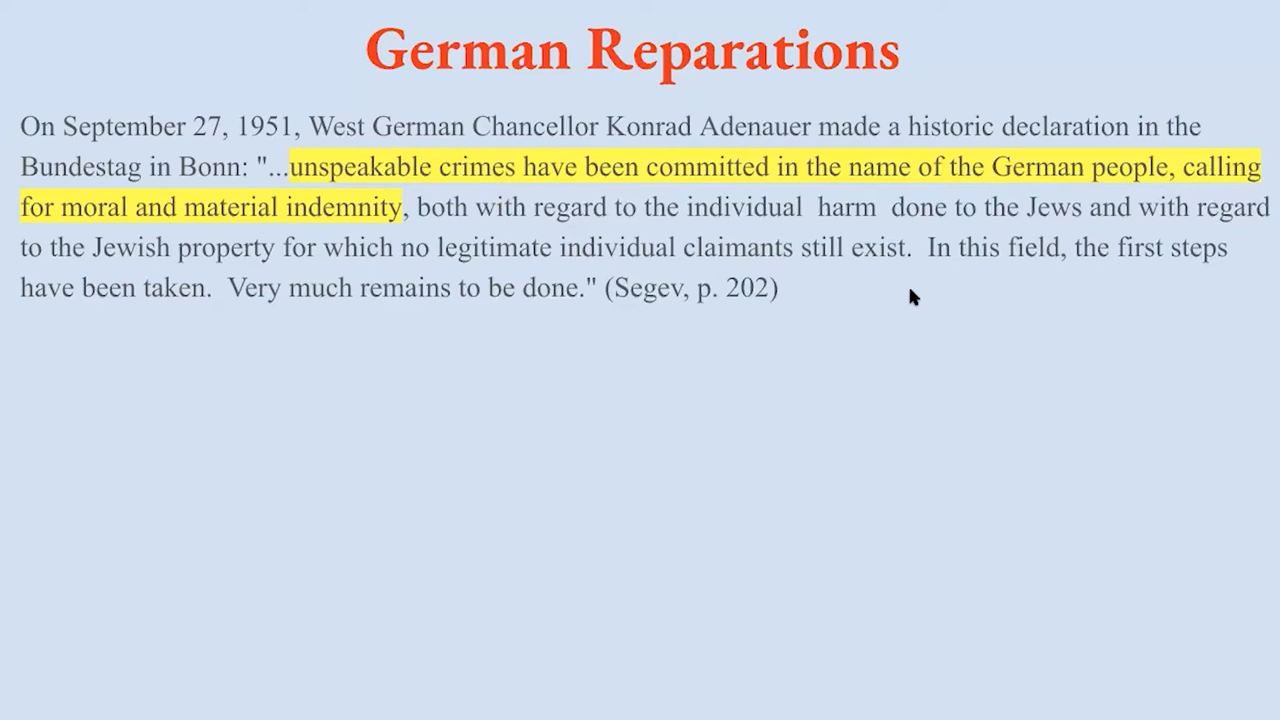 German Reparations
On September 27, 1951, West German Chancellor Konrad Adenauer made a historic declaration in the
Bundestag in Bonn: "...unspeakable crimes have been committed in the name of the German people, calling
for moral and material indemnity, both with regard to the individual  harm  done to the Jews and with regard
to the Jewish property for which no legitimate individual claimants still exist.  In this field, the first steps
have been taken.  Very much remains to be done." (Segev, p. 202)